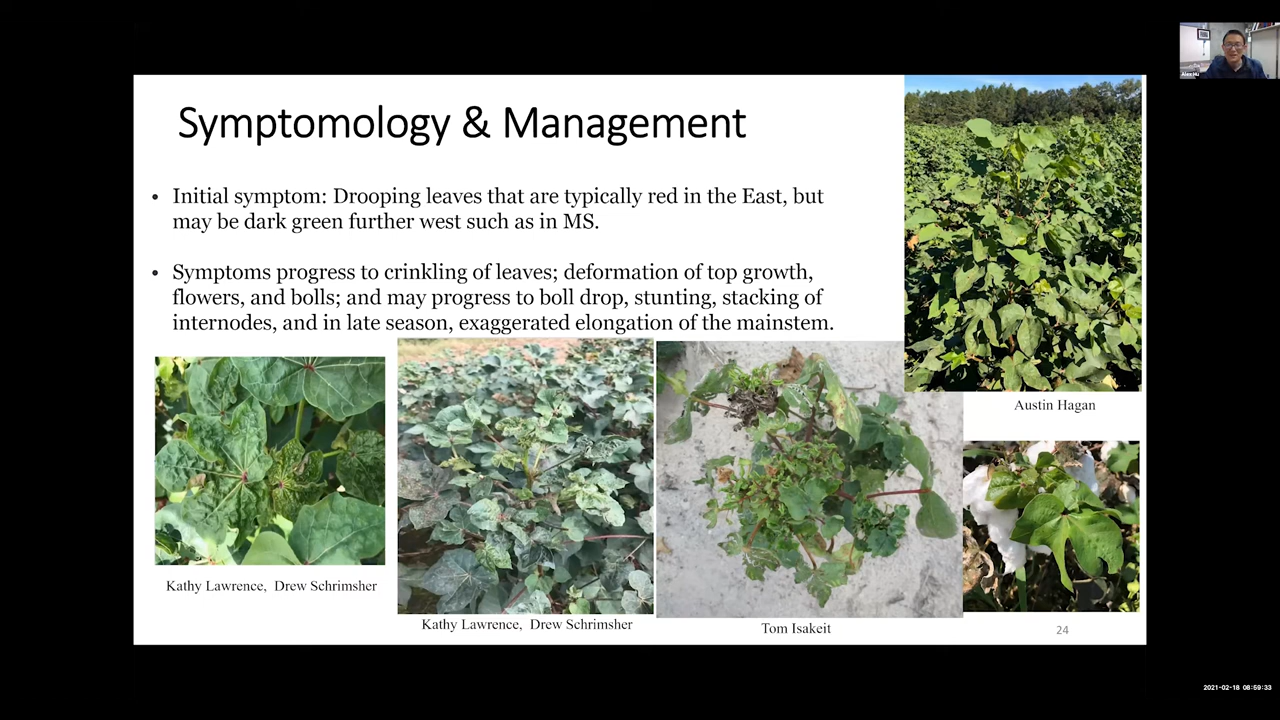 Symptomology & Management
• Initial symptom: Drooping leaves that are typically red in the East, but
may be dark green further west such as in MS.
• Symptoms progress to crinkling of leaves; deformation of top growth,
flowers, and bolls; and may progress to boll drop, stunting, stacking of
internodes, and in late season, exaggerated elongation of the mainstem.
Austin Hagan
Kathy Lawrence, Drew Schrimsher
Kathy Lawrence, Drew Schrimsher
Tom Isakeit
24
2021-02-18 08:59:33